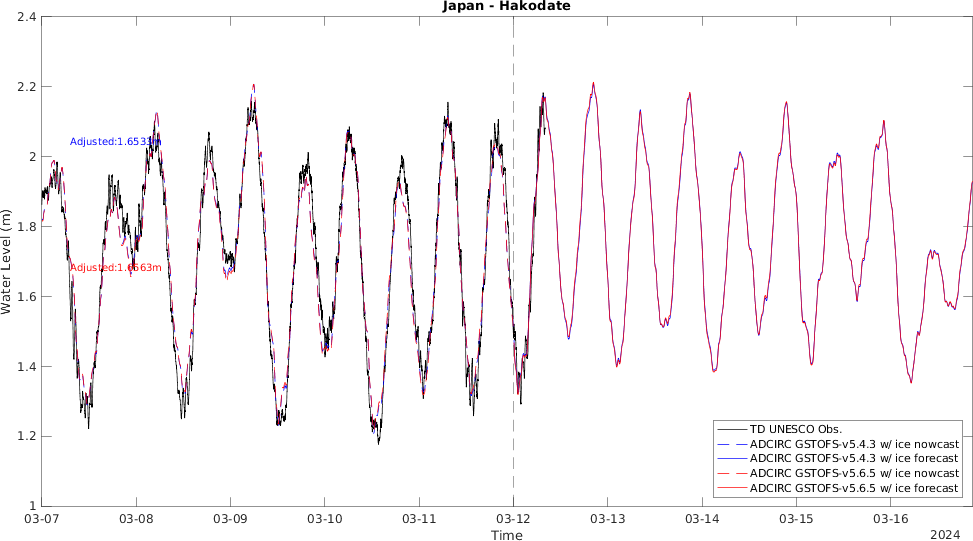 Japan - Hakodate
2.4
2.2
2
1.8
1.6
1.4
1.2
1
Water Level (m)
Adjusted:1.6533m
Adjusted:1.6663m
TD UNESCO Obs.
ADCIRC GSTOFS-v5.4.3 w/ ice nowcast
ADCIRC GSTOFS-v5.4.3 w/ ice forecast
ADCIRC GSTOFS-v5.6.5 w/ ice nowcast
ADCIRC GSTOFS-v5.6.5 w/ ice forecast
03-07 03-08 03-09 03-10 03-11 03-12 03-13 03-14 03-15 03-16
Time
2024